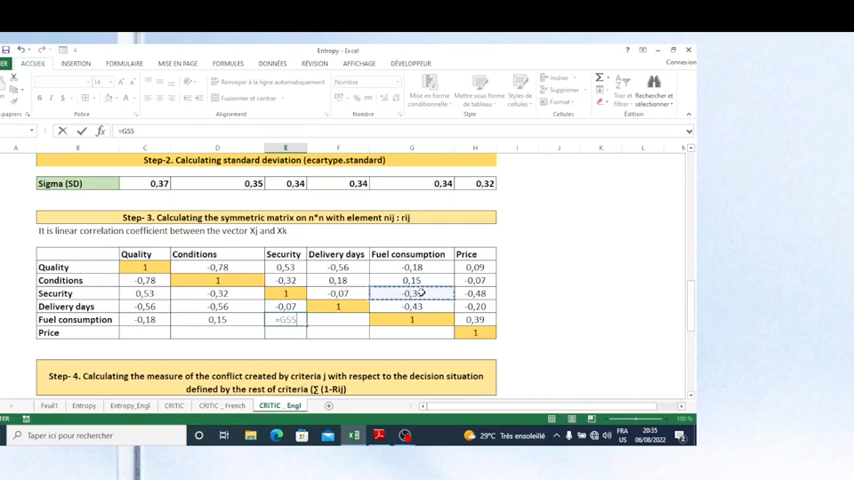 Entropy - Excel
ACCUEIL INSERTION FORMULAIRE MISE EN PAGE FORMULES DONNÉES RÉVISION AFFICHAGE DÉVELOPPEUR Connexion
Renvoyer à la ligne automatiquement
Fusionner et centrer
Nombre
Mise en forme conditionnelle
Mettre sous forme de tableau
Styles de cellules
Insérer
Supprimer
Format
Trier et filtrer
Rechercher et sélectionner
Police Alignement Nombre Style Cellules Édition
=G55
A B C D E F G H I J K L M
Step-2. Calculating standard deviation (ecartype.standard)
Sigma (SD) 0,37 0,35 0,34 0,34 0,34 0,32
Step- 3. Calculating the symmetric matrix on n*n with element nij : rij
It is linear correlation coefficient between the vector Xj and Xk
Quality Conditions Security Delivery days Fuel consumption Price
Quality 1 -0,78 0,53 -0,56 -0,18 0,09
Conditions -0,78 1 -0,32 0,18 0,15 -0,07
Security 0,53 -0,32 1 -0,07 -0,48
Delivery days -0,56 -0,56 -0,07 1 -0,43 -0,20
Fuel consumption -0,18 0,15 =G55 1 0,39
Price 1
Step- 4. Calculating the measure of the conflict created by criteria j with respect to the decision situation
defined by the rest of criteria (∑ (1-Rij)
Feuil1 Entropy Entropy_Engl CRITIC CRITIC _ French CRITIC _ Engl
100 %
Taper ici pour rechercher
29°C Très ensoleillé
FRA
US
20:35
06/08/2022